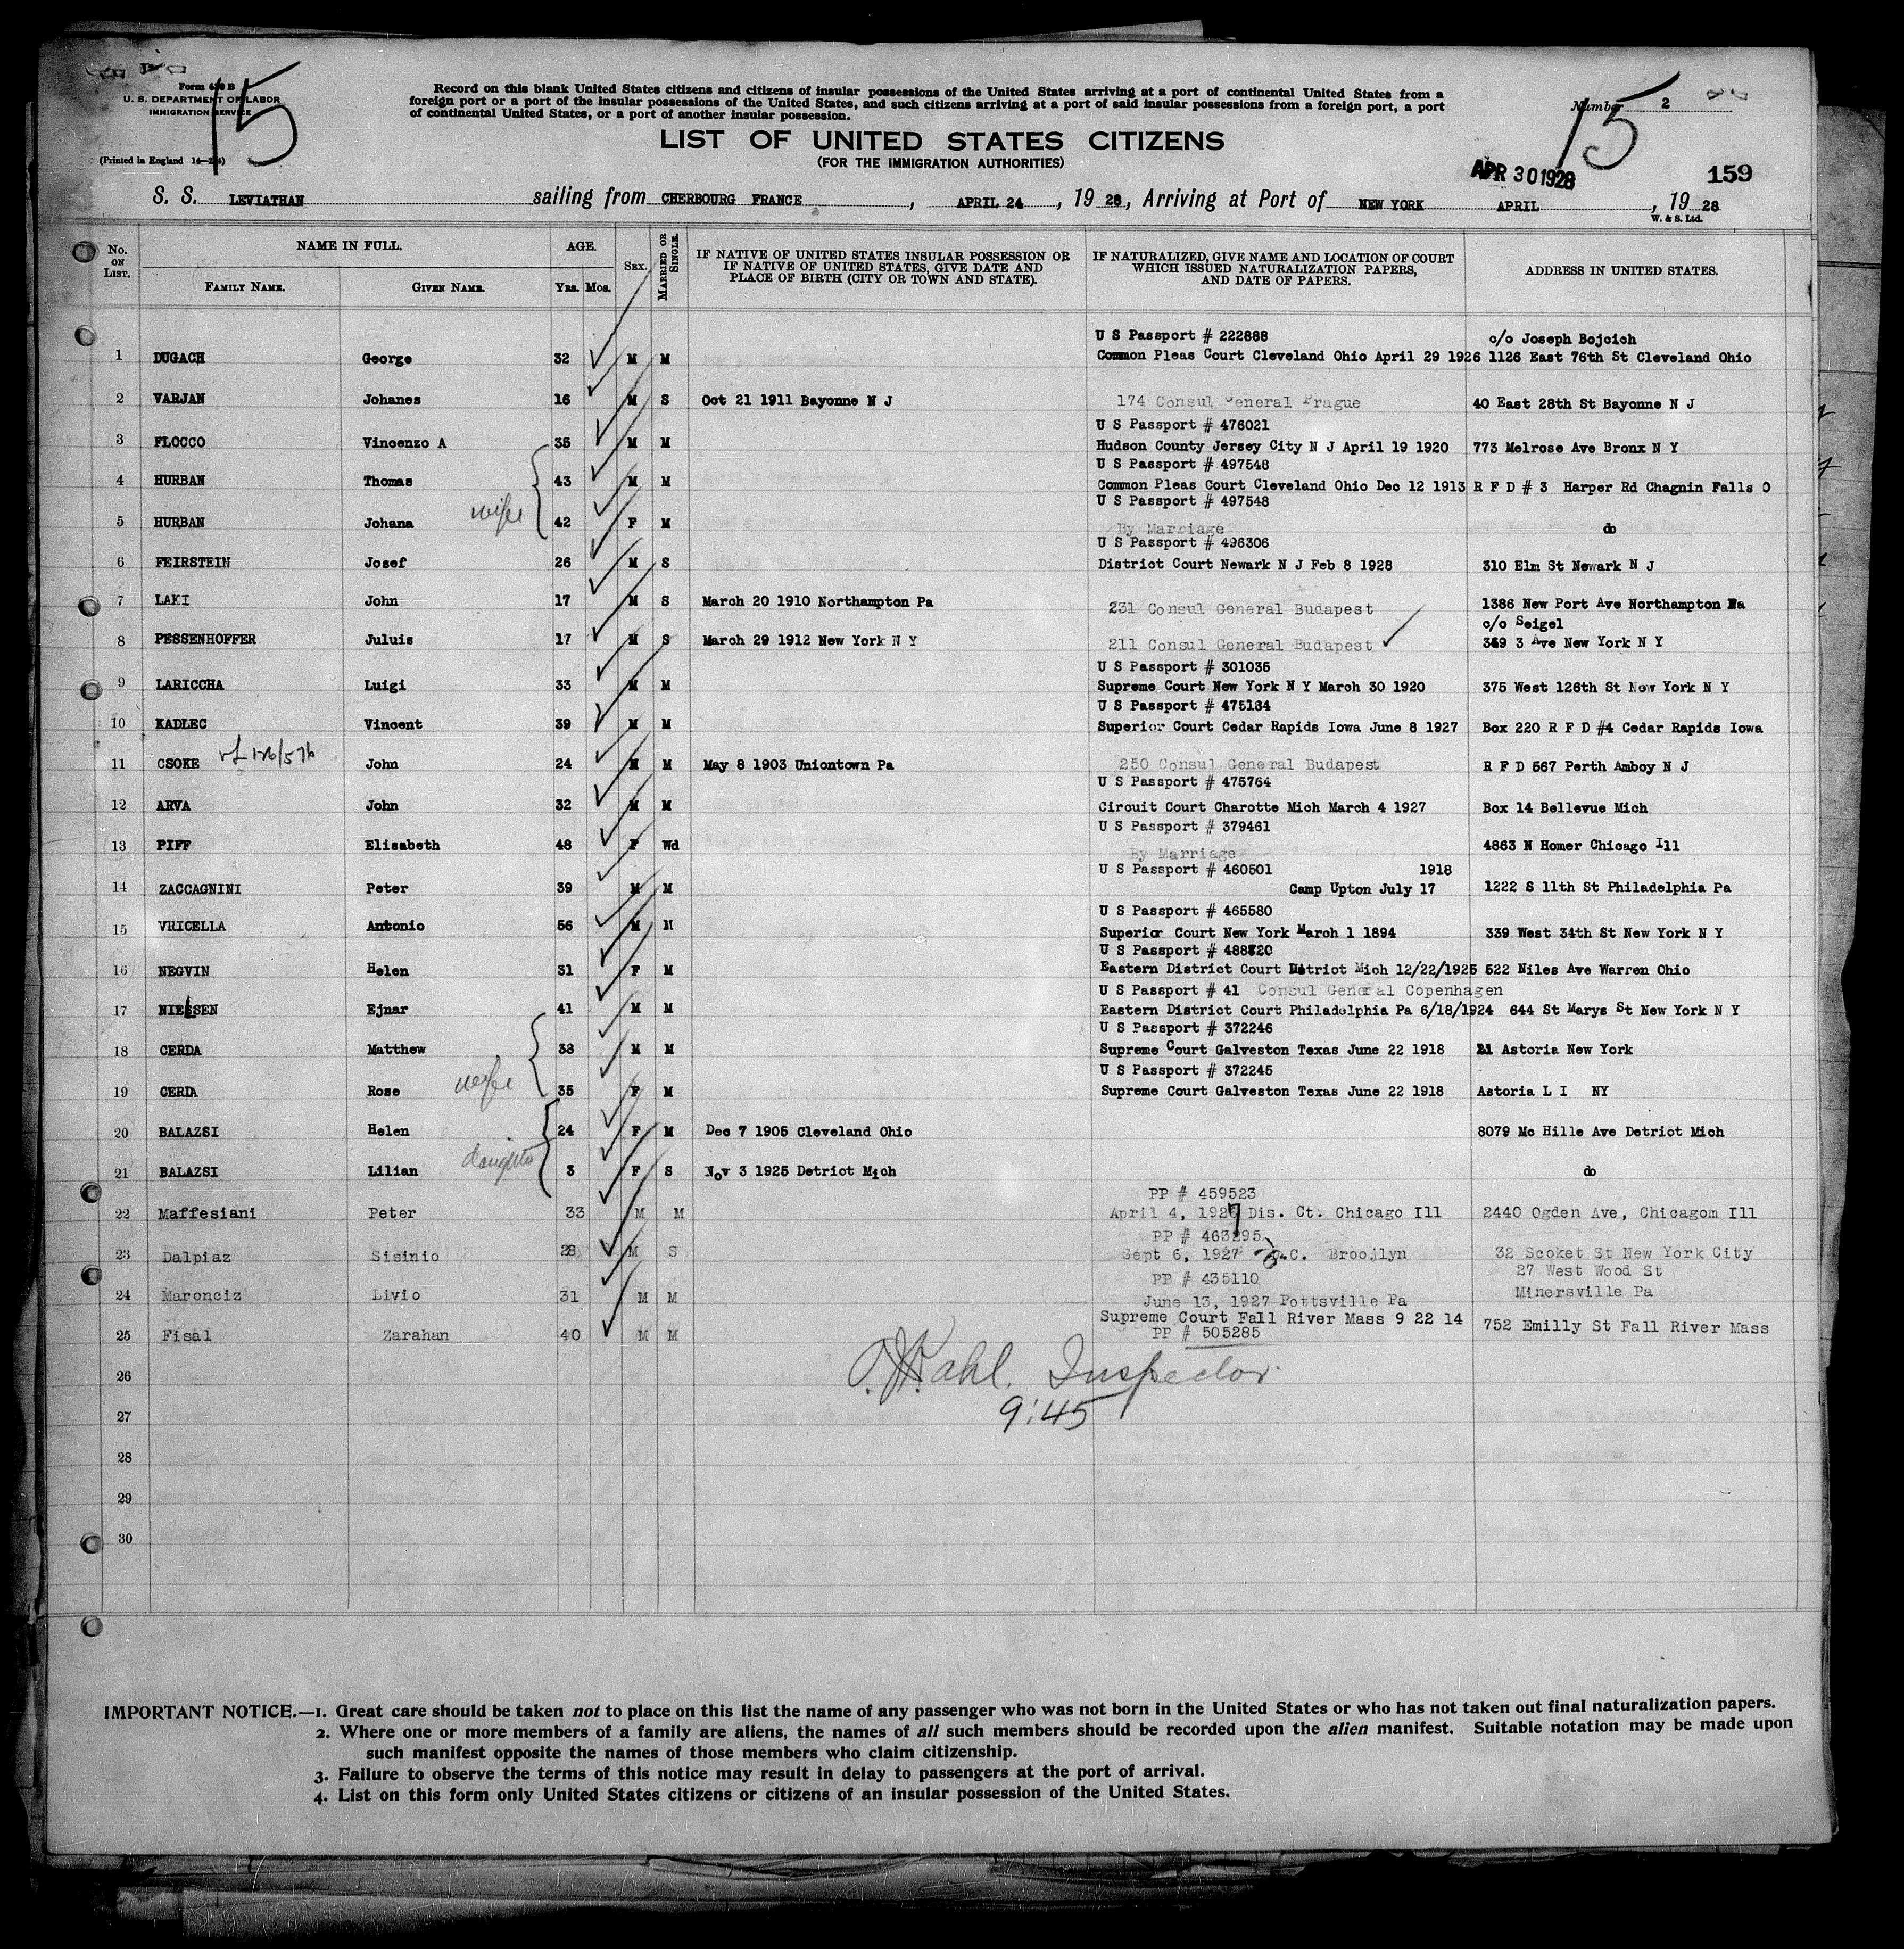 Form 630 B
U. S. DEPARTMENT OF LABOR
IMMIGRATION SERVICE
(Printed in England 14—)
15
Record on this blank United States citizens and citizens of insular possessions of the United States arriving at a port of continental United States from a
foreign port or a port of the insular possessions of the United States, and such citizens arriving at a port of said insular possessions from a foreign port, a port
of continental United States, or a port of another insular possession.
Number 2
15
LIST OF UNITED STATES CITIZENS
(FOR THE IMMIGRATION AUTHORITIES)
APR 30 1928
159
S. S. LEVIATHAN sailing from CHERBOURG FRANCE, APRIL 24, 19 28, Arriving at Port of NEW YORK APRIL, 19 28
W. & S. Ltd.
No. ON LIST. NAME IN FULL. FAMILY NAME. GIVEN NAME. AGE. YRS. MOS. SEX. MARRIED OR SINGLE. IF NATIVE OF UNITED STATES INSULAR POSSESSION OR IF NATIVE OF UNITED STATES, GIVE DATE AND PLACE OF BIRTH (CITY OR TOWN AND STATE). IF NATURALIZED, GIVE NAME AND LOCATION OF COURT WHICH ISSUED NATURALIZATION PAPERS, AND DATE OF PAPERS. ADDRESS IN UNITED STATES.
U S Passport # 222888 c/o Joseph Bojcich
1 DUGACH George 32 M M Common Pleas Court Cleveland Ohio April 29 1926 1126 East 76th St Cleveland Ohio
2 VARJAN Johanes 16 M S Oct 21 1911 Bayonne N J 174 Consul General Prague 40 East 28th St Bayonne N J
U S Passport # 476021
3 FLOCCO Vincenzo A 35 M M Hudson County Jersey City N J April 19 1920 773 Melrose Ave Bronx N Y
U S Passport # 497548
4 HURBAN Thomas 43 M M Common Pleas Court Cleveland Ohio Dec 12 1913 R F D # 3 Harper Rd Chagnin Falls O
U S Passport # 497548
5 HURBAN Johana wife 42 F M By Marriage do
U S Passport # 496306
6 FEIRSTEIN Josef 26 M S District Court Newark N J Feb 8 1928 310 Elm St Newark N J
7 LAKI John 17 M S March 20 1910 Northampton Pa 231 Consul General Budapest 1386 New Port Ave Northampton Pa
c/o Seigel
8 PESSENHOFFER Juluis 17 M S March 29 1912 New York N Y 211 Consul General Budapest ✓ 3 Ave New York N Y
U S Passport # 301035
9 LARICCHA Luigi 33 M M Supreme Court New York N Y March 30 1920 375 West 126th St New York N Y
U S Passport # 475184
10 KADLEC Vincent 39 M M Superior Court Cedar Rapids Iowa June 8 1927 Box 220 R F D #4 Cedar Rapids Iowa
11 CSOKE John 24 M M May 8 1903 Uniontown Pa 250 Consul General Budapest R F D 567 Perth Amboy N J
U S Passport # 475764
12 ARVA John 32 M M Circuit Court Charotte Mich March 4 1927 Box 14 Bellevue Mich
U S Passport # 379461
13 PIFF Elisabeth 48 F Wd By Marriage 4863 N Homer Chicago Ill
U S Passport # 460501 1918
14 ZACCAGNINI Peter 39 M M Camp Upton July 17 1222 S 11th St Philadelphia Pa
U S Passport # 465580
15 VRICELLA Antonio 56 M M Superior Court New York March 1 1894 339 West 34th St New York N Y
U S Passport #
16 NEGVIN Helen 31 F M Eastern District Court Mich 12/22/1925 522 Niles Ave Warren Ohio
U S Passport # 41 Consul General Copenhagen
17 NIELSEN Ejnar 41 M M Eastern District Court Philadelphia Pa 6/18/1924 644 St Marys St New York N Y
U S Passport # 372246
18 CERDA Matthew 38 M M Supreme Court Galveston Texas June 22 1918 21 Astoria New York
U S Passport # 372245
19 CERDA Rose wife 35 F M Supreme Court Galveston Texas June 22 1918 Astoria L I NY
20 BALAZSI Helen 24 F M Dec 7 1905 Cleveland Ohio 8079 Mc Hille Ave Detriot Mich
21 BALAZSI Lilian daughter 3 F S Nov 3 1925 Detriot Mich do
PP # 459523
22 Maffesiani Peter 33 M M April 4, 1927 Dis. Ct. Chicago Ill 2440 Ogden Ave, Chicagom Ill
PP # 463295
23 Dalpiaz Sisinio 28 M S Sept 6, 1927 D.C. Broojlyn 32 Scoket St New York City
PP # 435110 27 West Wood St
24 Maronciz Livio 31 M M June 13, 1927 Pottsville Pa Minersville Pa
Supreme Court Fall River Mass 9 22 14
25 Fisal Zarahan 40 M M PP # 505285 752 Emilly St Fall River Mass
26
27
28
29
30
Kahl. Inspector
9:45
IMPORTANT NOTICE.—1. Great care should be taken not to place on this list the name of any passenger who was not born in the United States or who has not taken out final naturalization papers.
2. Where one or more members of a family are aliens, the names of all such members should be recorded upon the alien manifest. Suitable notation may be made upon
such manifest opposite the names of those members who claim citizenship.
3. Failure to observe the terms of this notice may result in delay to passengers at the port of arrival.
4. List on this form only United States citizens or citizens of an insular possession of the United States.